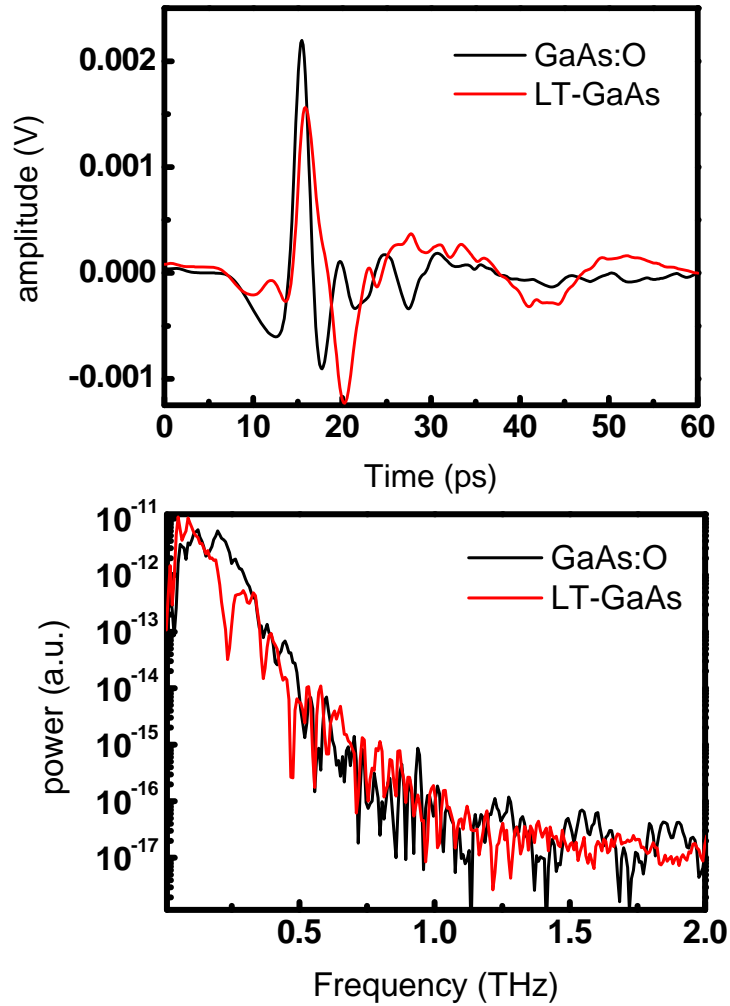 GaAs:O
LT-GaAs
amplitude (V)
0.002
0.001
0.000
-0.001
0 10 20 30 40 50 60
Time (ps)
GaAs:O
LT-GaAs
power (a.u.)
10^-11
10^-12
10^-13
10^-14
10^-15
10^-16
10^-17
0.5 1.0 1.5 2.0
Frequency (THz)